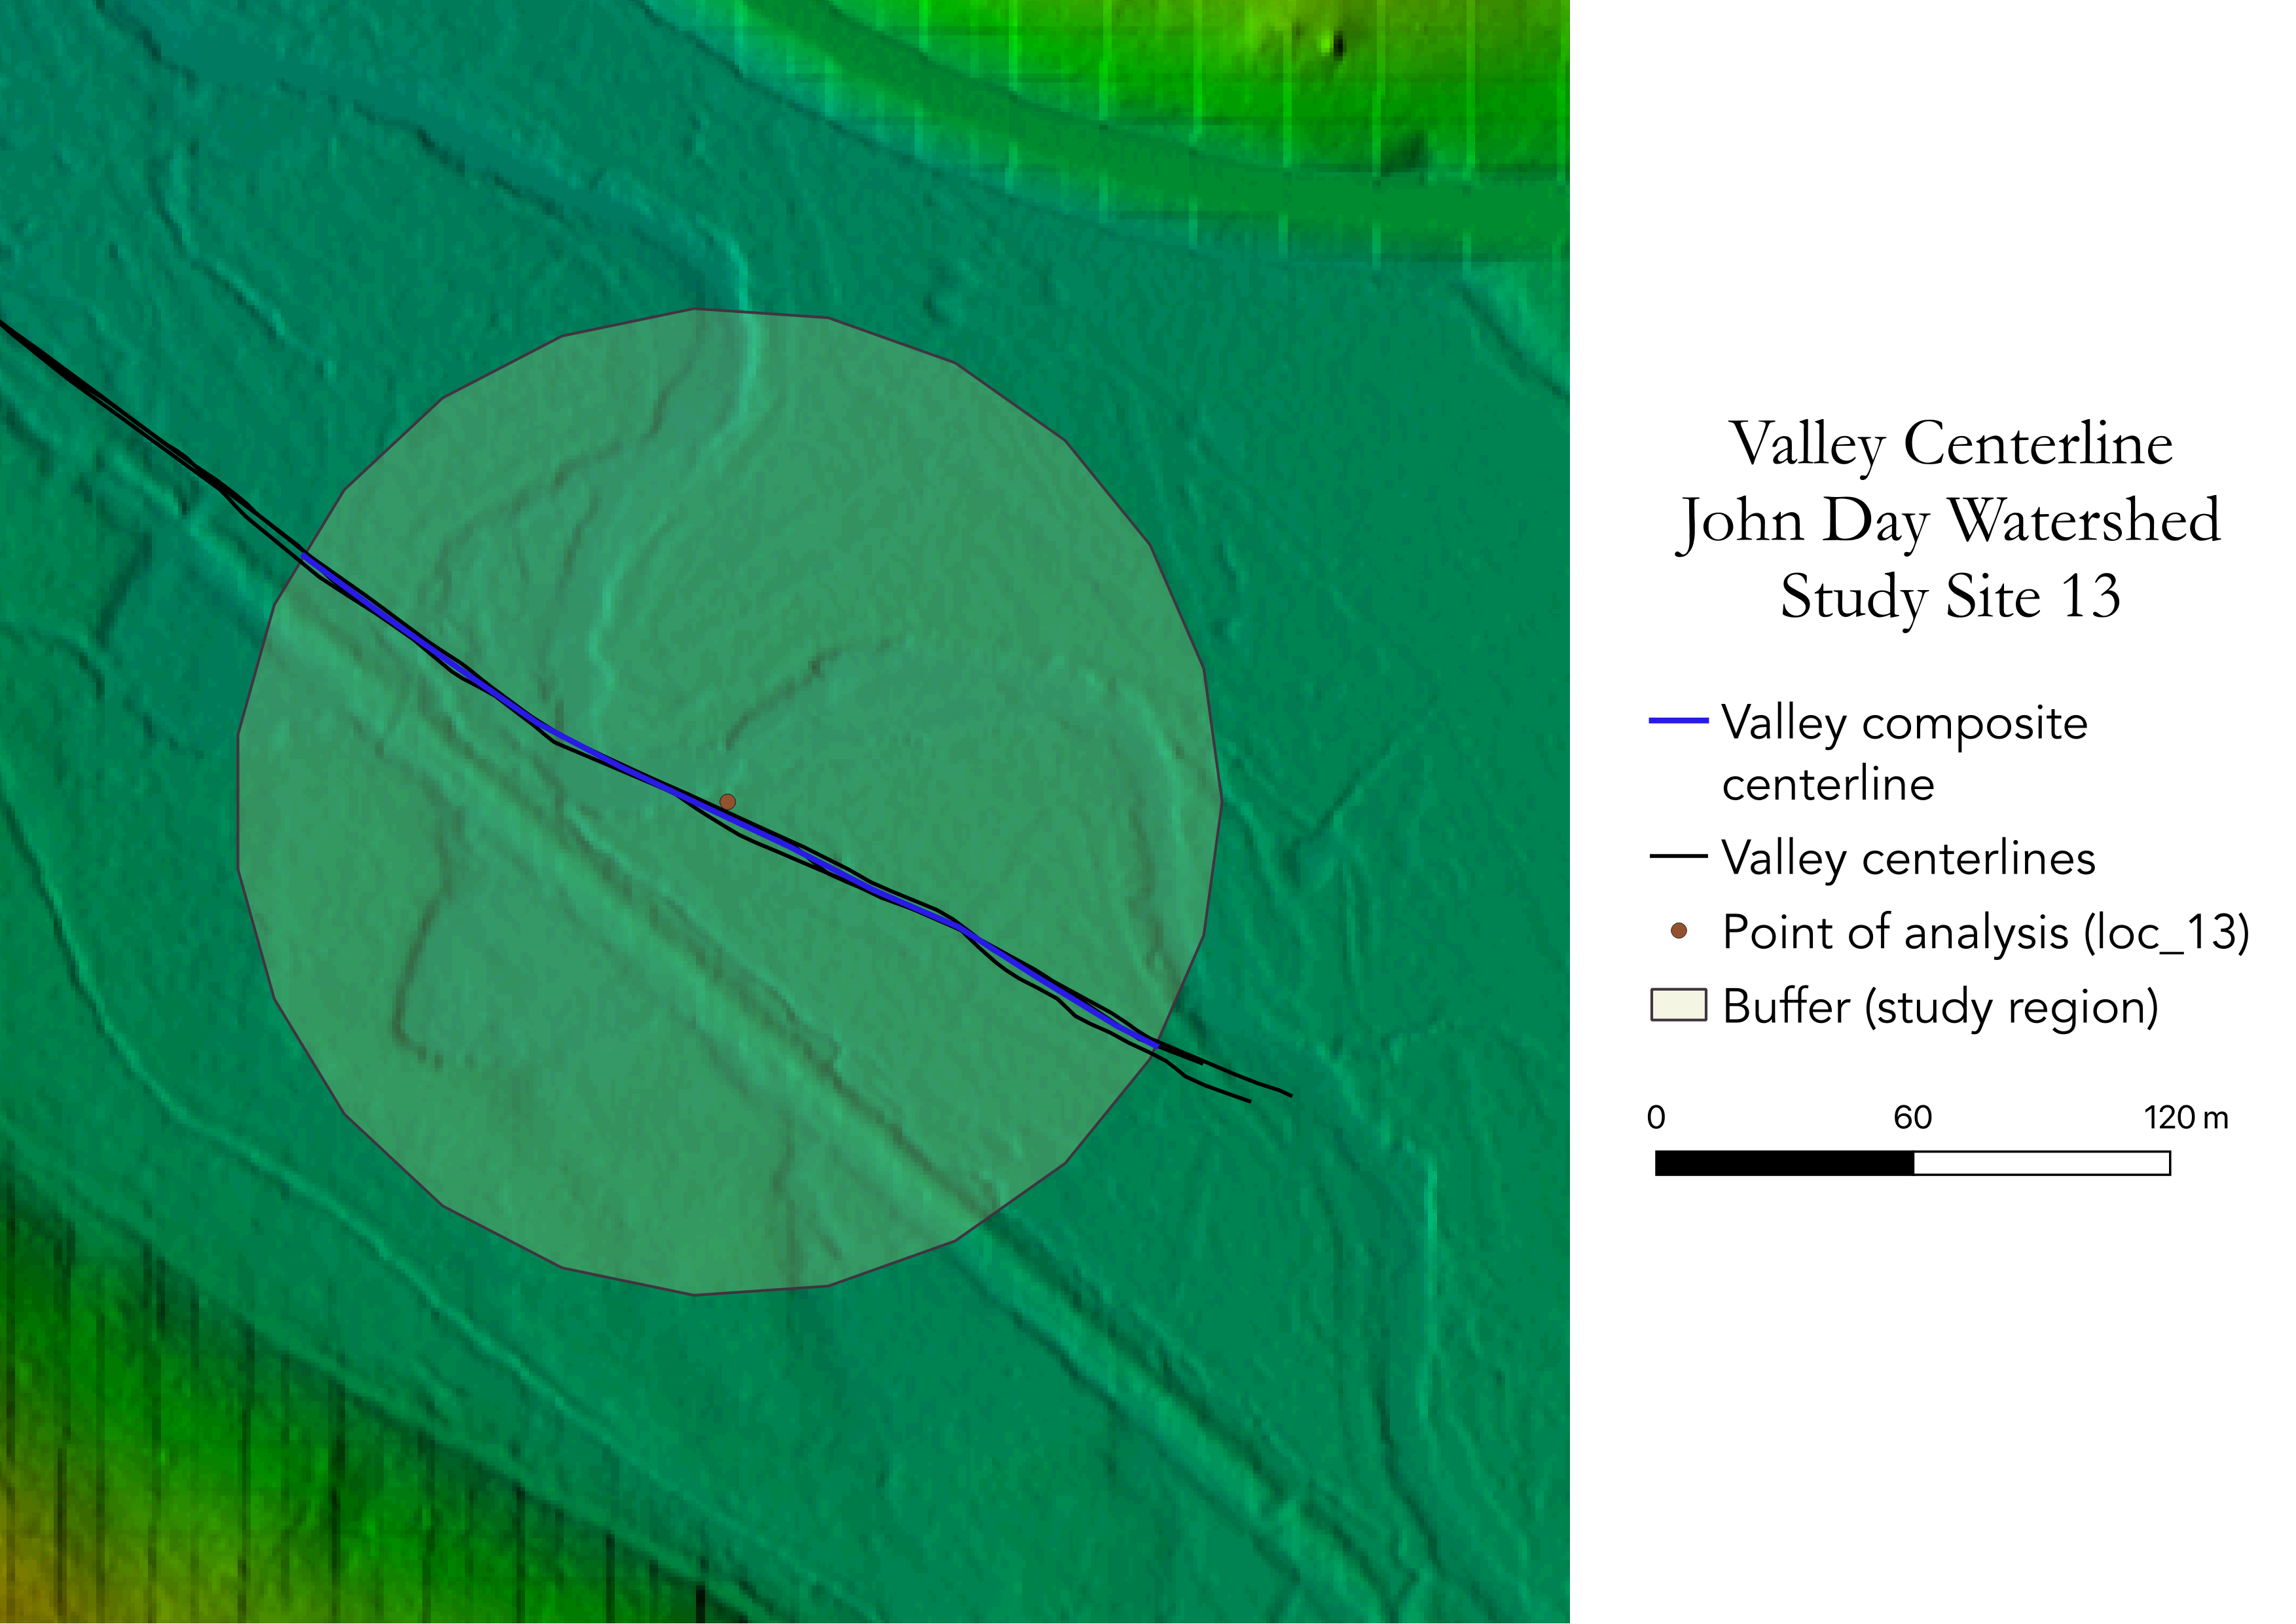 Valley Centerline
John Day Watershed
Study Site 13
Valley composite
centerline
Valley centerlines
Point of analysis (loc_13)
Buffer (study region)
0 60 120 m